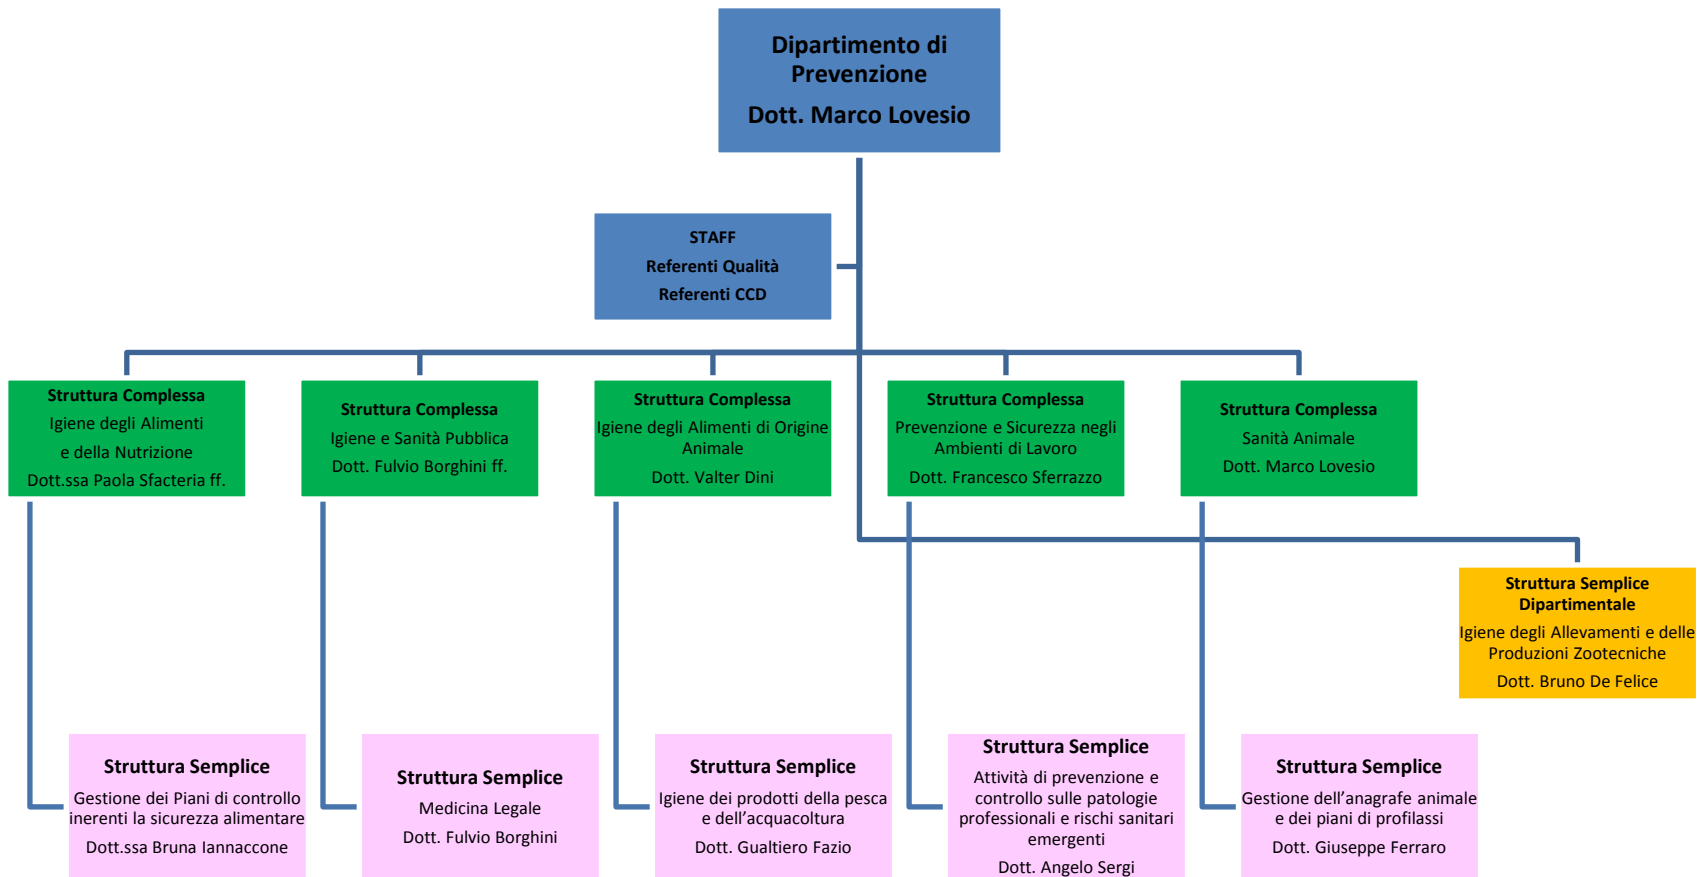 Dipartimento di
Prevenzione
Dott. Marco Lovesio
STAFF
Referenti Qualità
Referenti CCD
Struttura Complessa
Igiene degli Alimenti
e della Nutrizione
Dott.ssa Paola Sfacteria ff.
Struttura Complessa
Igiene e Sanità Pubblica
Dott. Fulvio Borghini ff.
Struttura Complessa
Igiene degli Alimenti di Origine
Animale
Dott. Valter Dini
Struttura Complessa
Prevenzione e Sicurezza negli
Ambienti di Lavoro
Dott. Francesco Sferrazzo
Struttura Complessa
Sanità Animale
Dott. Marco Lovesio
Struttura Semplice
Dipartimentale
Igiene degli Allevamenti e delle
Produzioni Zootecniche
Dott. Bruno De Felice
Struttura Semplice
Gestione dei Piani di controllo
inerenti la sicurezza alimentare
Dott.ssa Bruna Iannaccone
Struttura Semplice
Medicina Legale
Dott. Fulvio Borghini
Struttura Semplice
Igiene dei prodotti della pesca
e dell’acquacoltura
Dott. Gualtiero Fazio
Struttura Semplice
Attività di prevenzione e
controllo sulle patologie
professionali e rischi sanitari
emergenti
Dott. Angelo Sergi
Struttura Semplice
Gestione dell’anagrafe animale
e dei piani di profilassi
Dott. Giuseppe Ferraro